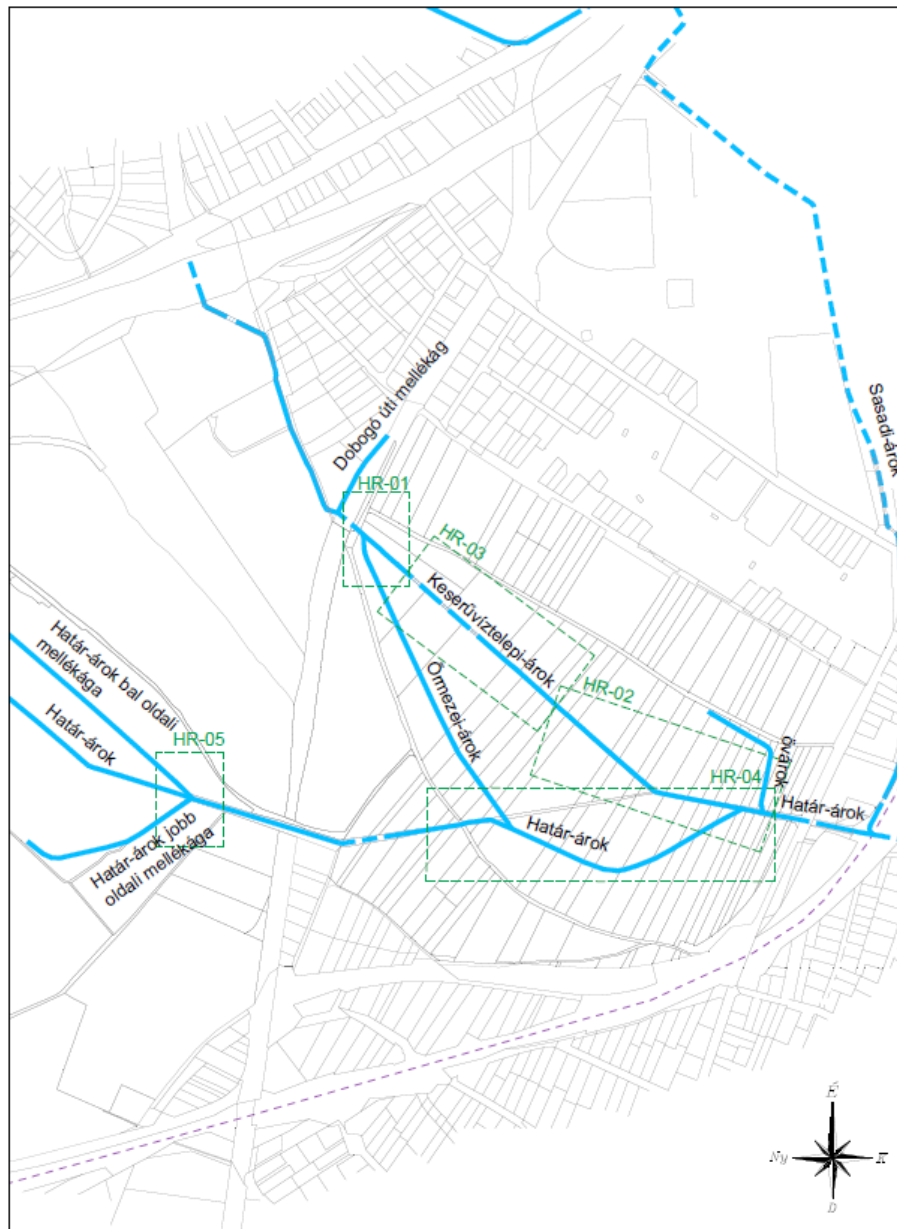 Sasadi-árok
Dobogó úti mellékág
HR-01
HR-03
Keserűvíztelepi-árok
Őrmezei-árok
HR-02
Határ-árok bal oldali
mellékága
Határ-árok
HR-05
Határ-árok jobb
oldali mellékága
övárok
HR-04
Határ-árok
Határ-árok
É
Ny
K
D